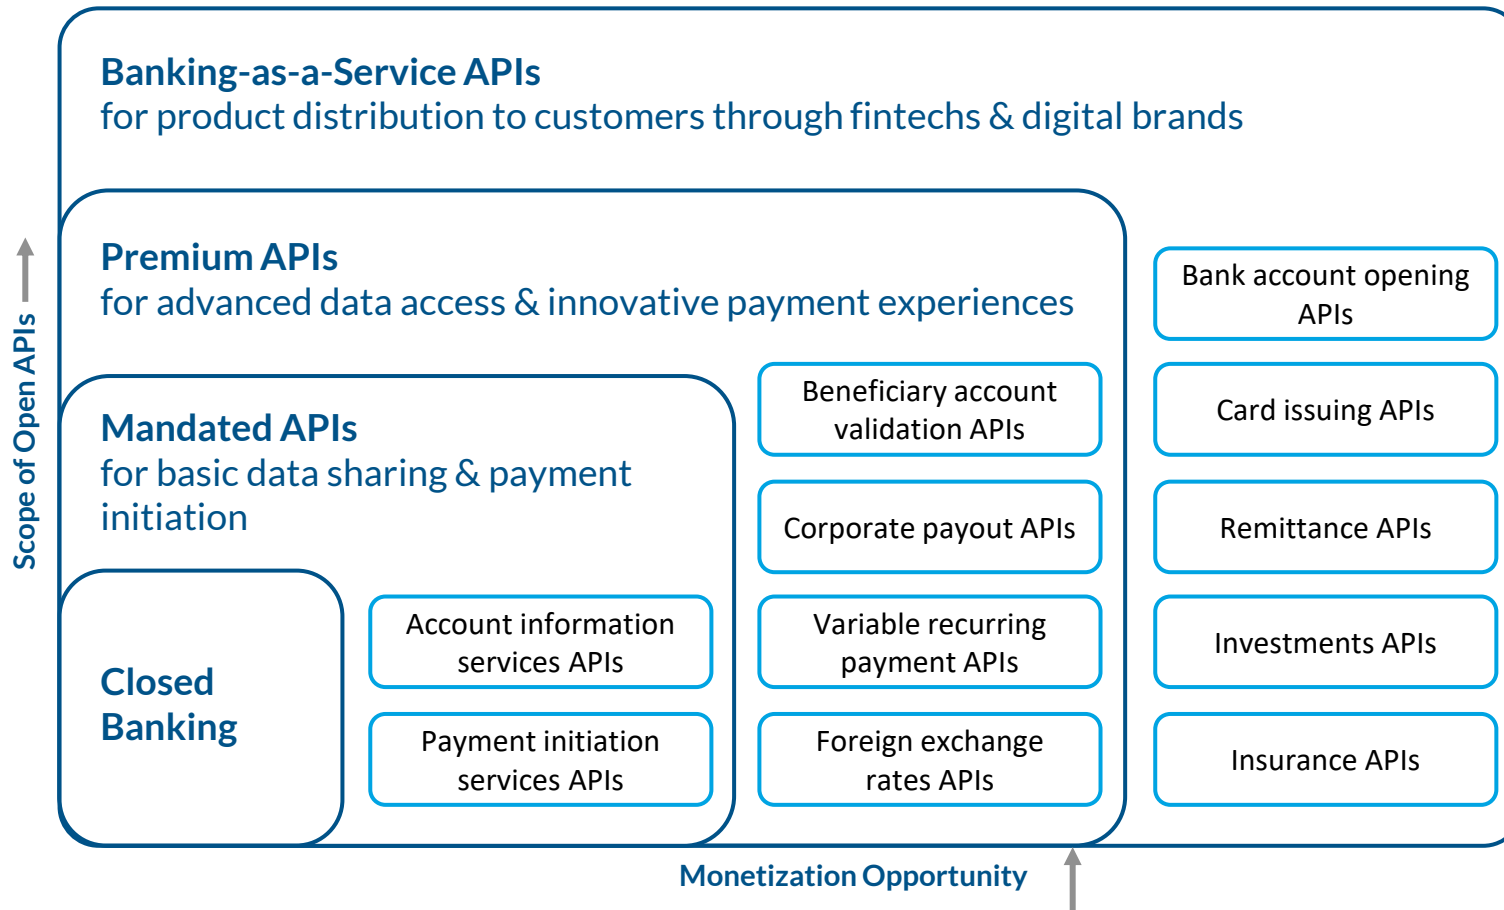 Banking-as-a-Service APIs
for product distribution to customers through fintechs & digital brands
Premium APIs
for advanced data access & innovative payment experiences
Mandated APIs
for basic data sharing & payment
initiation
Closed
Banking
Account information
services APIs
Payment initiation
services APIs
Beneficiary account
validation APIs
Corporate payout APIs
Variable recurring
payment APIs
Foreign exchange
rates APIs
Bank account opening
APIs
Card issuing APIs
Remittance APIs
Investments APIs
Insurance APIs
Scope of Open APIs
Monetization Opportunity